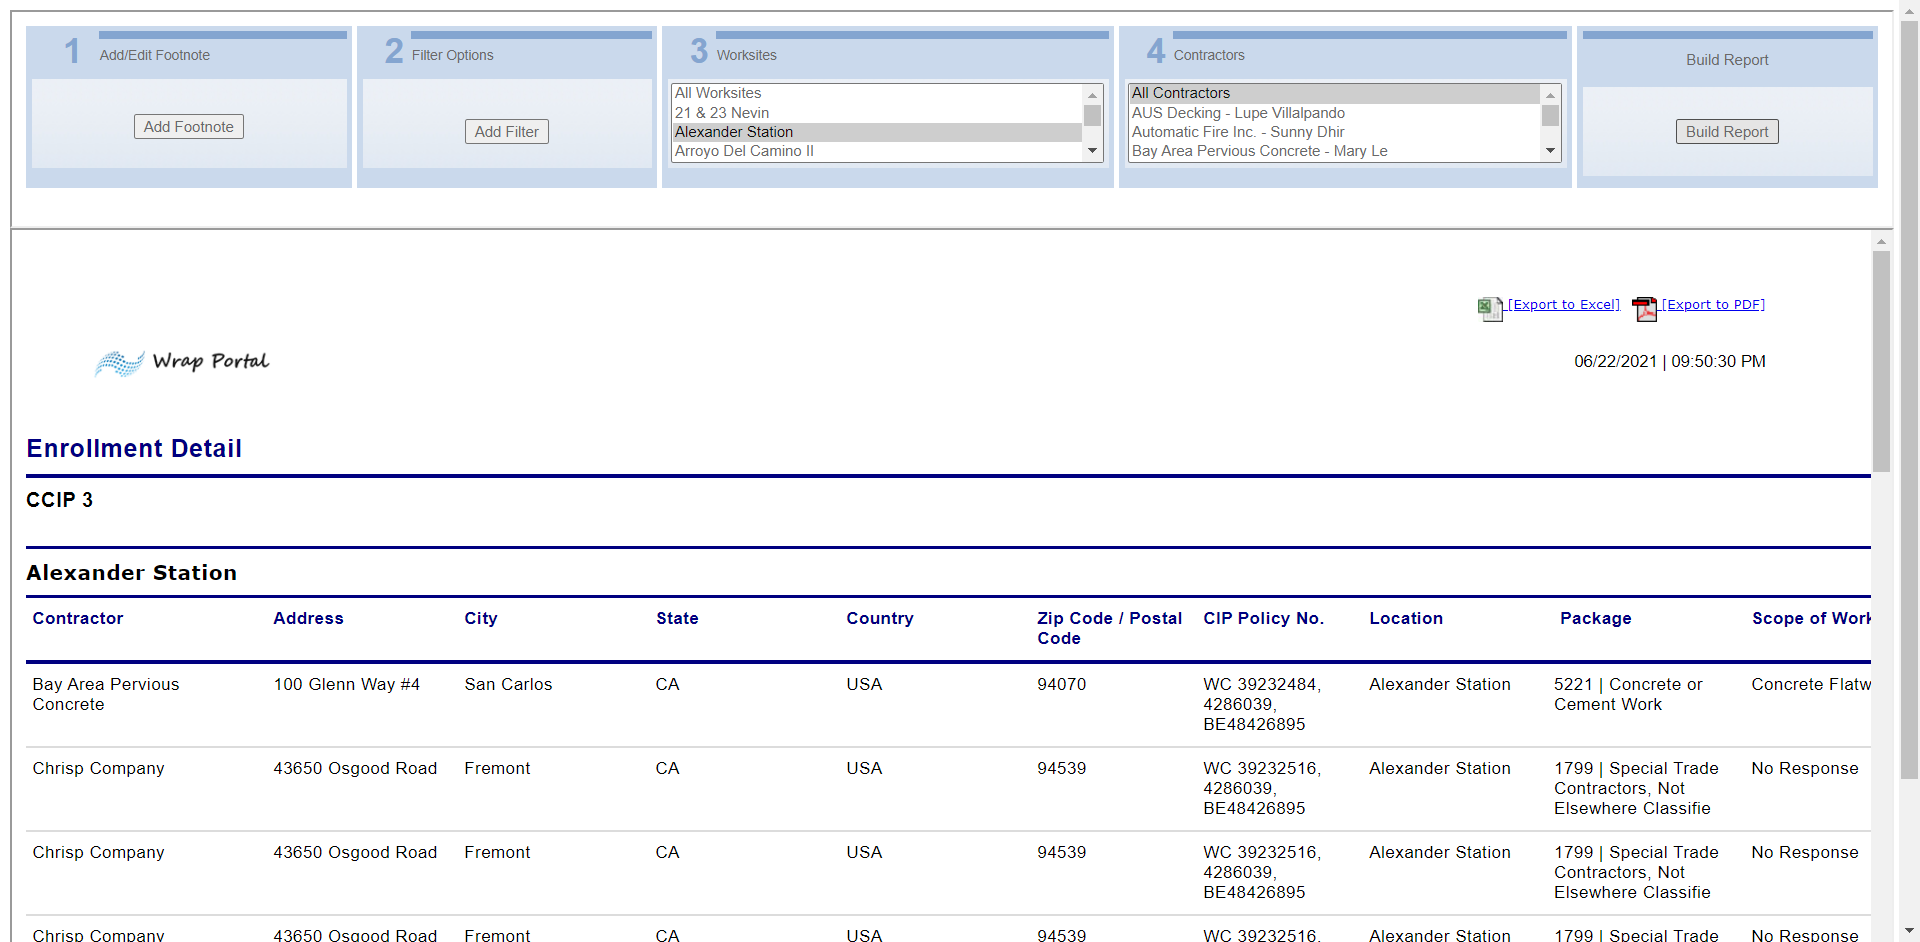 1 Add/Edit Footnote
Add Footnote
2 Filter Options
Add Filter
3 Worksites
All Worksites
21 & 23 Nevin
Alexander Station
Arroyo Del Camino II
4 Contractors
All Contractors
AUS Decking - Lupe Villalpando
Automatic Fire Inc. - Sunny Dhir
Bay Area Pervious Concrete - Mary Le
Build Report
Build Report
[Export to Excel] [Export to PDF]
Wrap Portal
06/22/2021 | 09:50:30 PM
Enrollment Detail
CCIP 3
Alexander Station
Contractor Address City State Country Zip Code / Postal CIP Policy No. Location Package Scope of Work
Code
Bay Area Pervious 100 Glenn Way #4 San Carlos CA USA 94070 WC 39232484, Alexander Station 5221 | Concrete or Concrete Flatw
Concrete 4286039, Cement Work
BE48426895
Chrisp Company 43650 Osgood Road Fremont CA USA 94539 WC 39232516, Alexander Station 1799 | Special Trade No Response
4286039, Contractors, Not
BE48426895 Elsewhere Classifie
Chrisp Company 43650 Osgood Road Fremont CA USA 94539 WC 39232516, Alexander Station 1799 | Special Trade No Response
4286039, Contractors, Not
BE48426895 Elsewhere Classifie
Chrisp Company 43650 Osgood Road Fremont CA USA 94539 WC 39232516, Alexander Station 1799 | Special Trade No Response